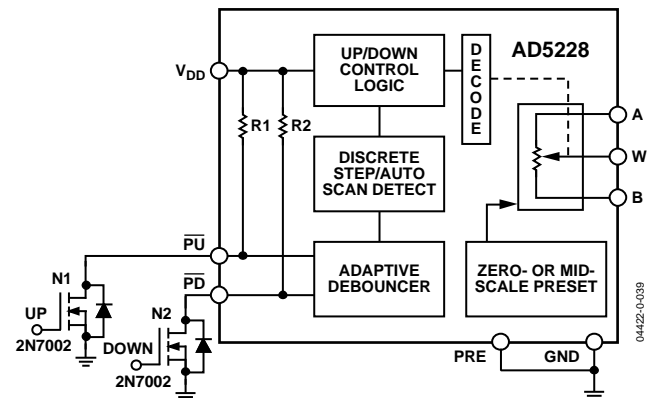 UP/DOWN
CONTROL
LOGIC
DECODE
AD5228
VDD
R1
R2
A
W
B
DISCRETE
STEP/AUTO
SCAN DETECT
PU
PD
ADAPTIVE
DEBOUNCER
ZERO- OR MID-
SCALE PRESET
N1
UP
2N7002
N2
DOWN
2N7002
PRE
GND
04422-0-039